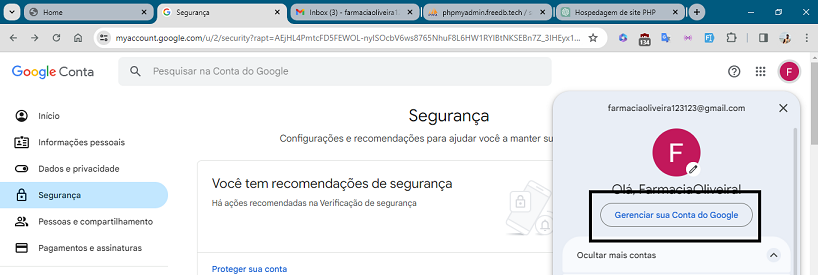 Home
Segurança
Inbox (3) - farmaciaoliveira1
phpmyadmin.freedb.tech /
Hospedagem de site PHP
myaccount.google.com/u/2/security?rapt=
134
Google Conta
Pesquisar na Conta do Google
F
Início
Informações pessoais
Dados e privacidade
Segurança
Pessoas e compartilhamento
Pagamentos e assinaturas
Segurança
Configurações e recomendações para ajudar você a manter su
Você tem recomendações de segurança
Há ações recomendadas na Verificação de segurança
Proteger sua conta
farmaciaoliveira123123@gmail.com
F
Olá, FarmaciaOliveira!
Gerenciar sua Conta do Google
Ocultar mais contas